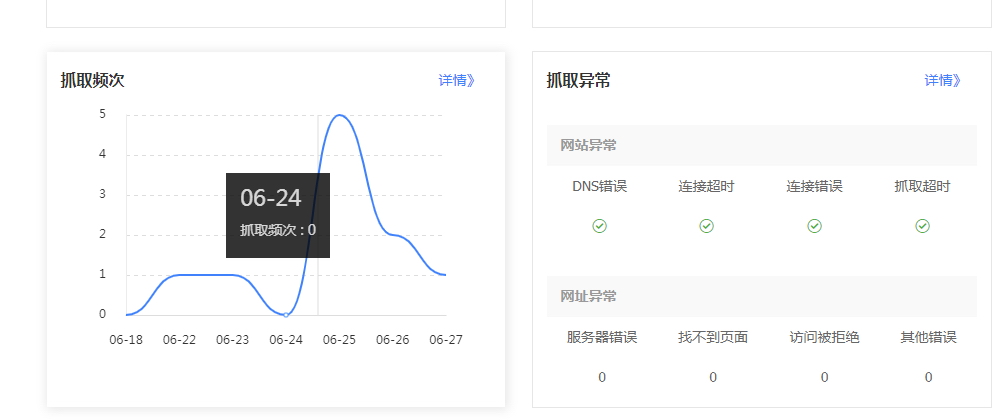 抓取频次
详情》
5
4
3
2
1
0
06-24
抓取频次 : 0
06-18 06-22 06-23 06-24 06-25 06-26 06-27
抓取异常
详情》
网站异常
DNS错误 连接超时 连接错误 抓取超时
网址异常
服务器错误 找不到页面 访问被拒绝 其他错误
0 0 0 0